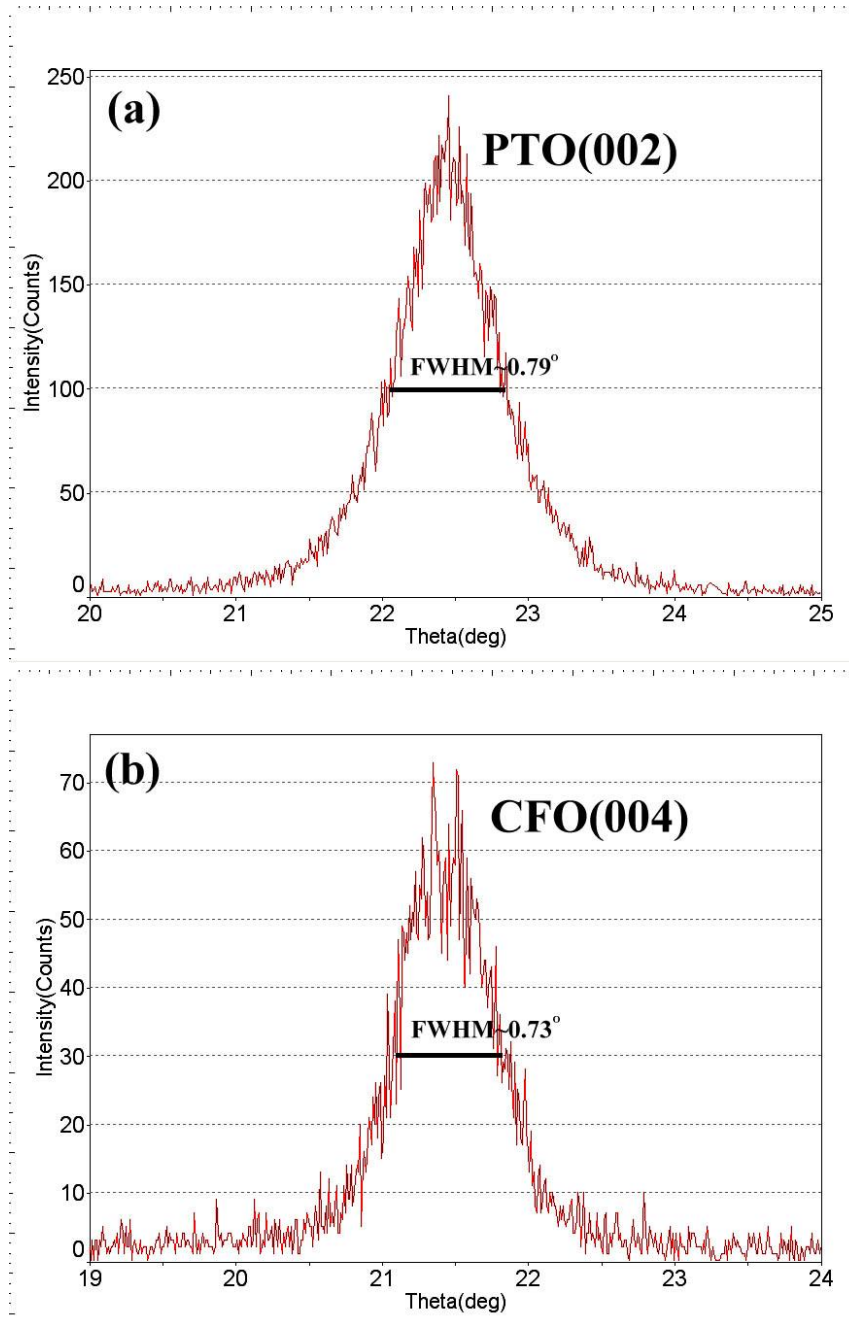 (a)
PTO(002)
250
200
150
100
50
0
Intensity(Counts)
FWHM~0.79°
20 21 22 23 24 25
Theta(deg)
(b)
CFO(004)
70
60
50
40
30
20
10
0
Intensity(Counts)
FWHM~0.73°
19 20 21 22 23 24
Theta(deg)